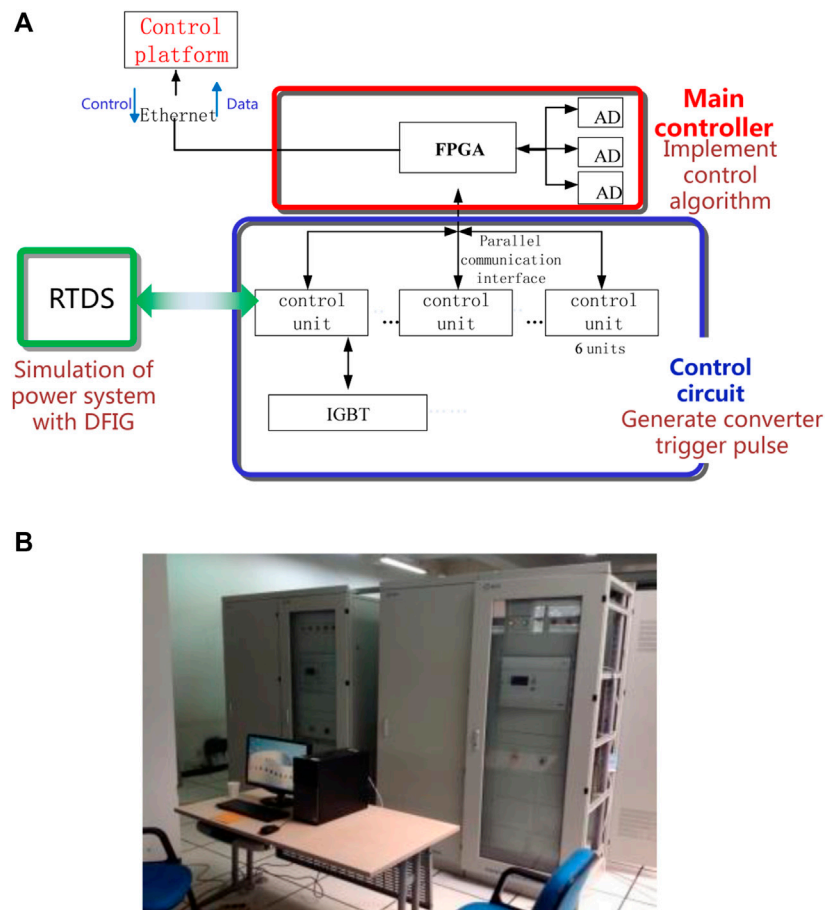 A
Control
platform
Control
Ethernet
Data
FPGA
AD
AD
AD
Main
controller
Implement
control
algorithm
Parallel
communication
interface
RTDS
Simulation of
power system
with DFIG
control
unit
...
control
unit
...
control
unit
6 units
IGBT
......
Control
circuit
Generate converter
trigger pulse
B